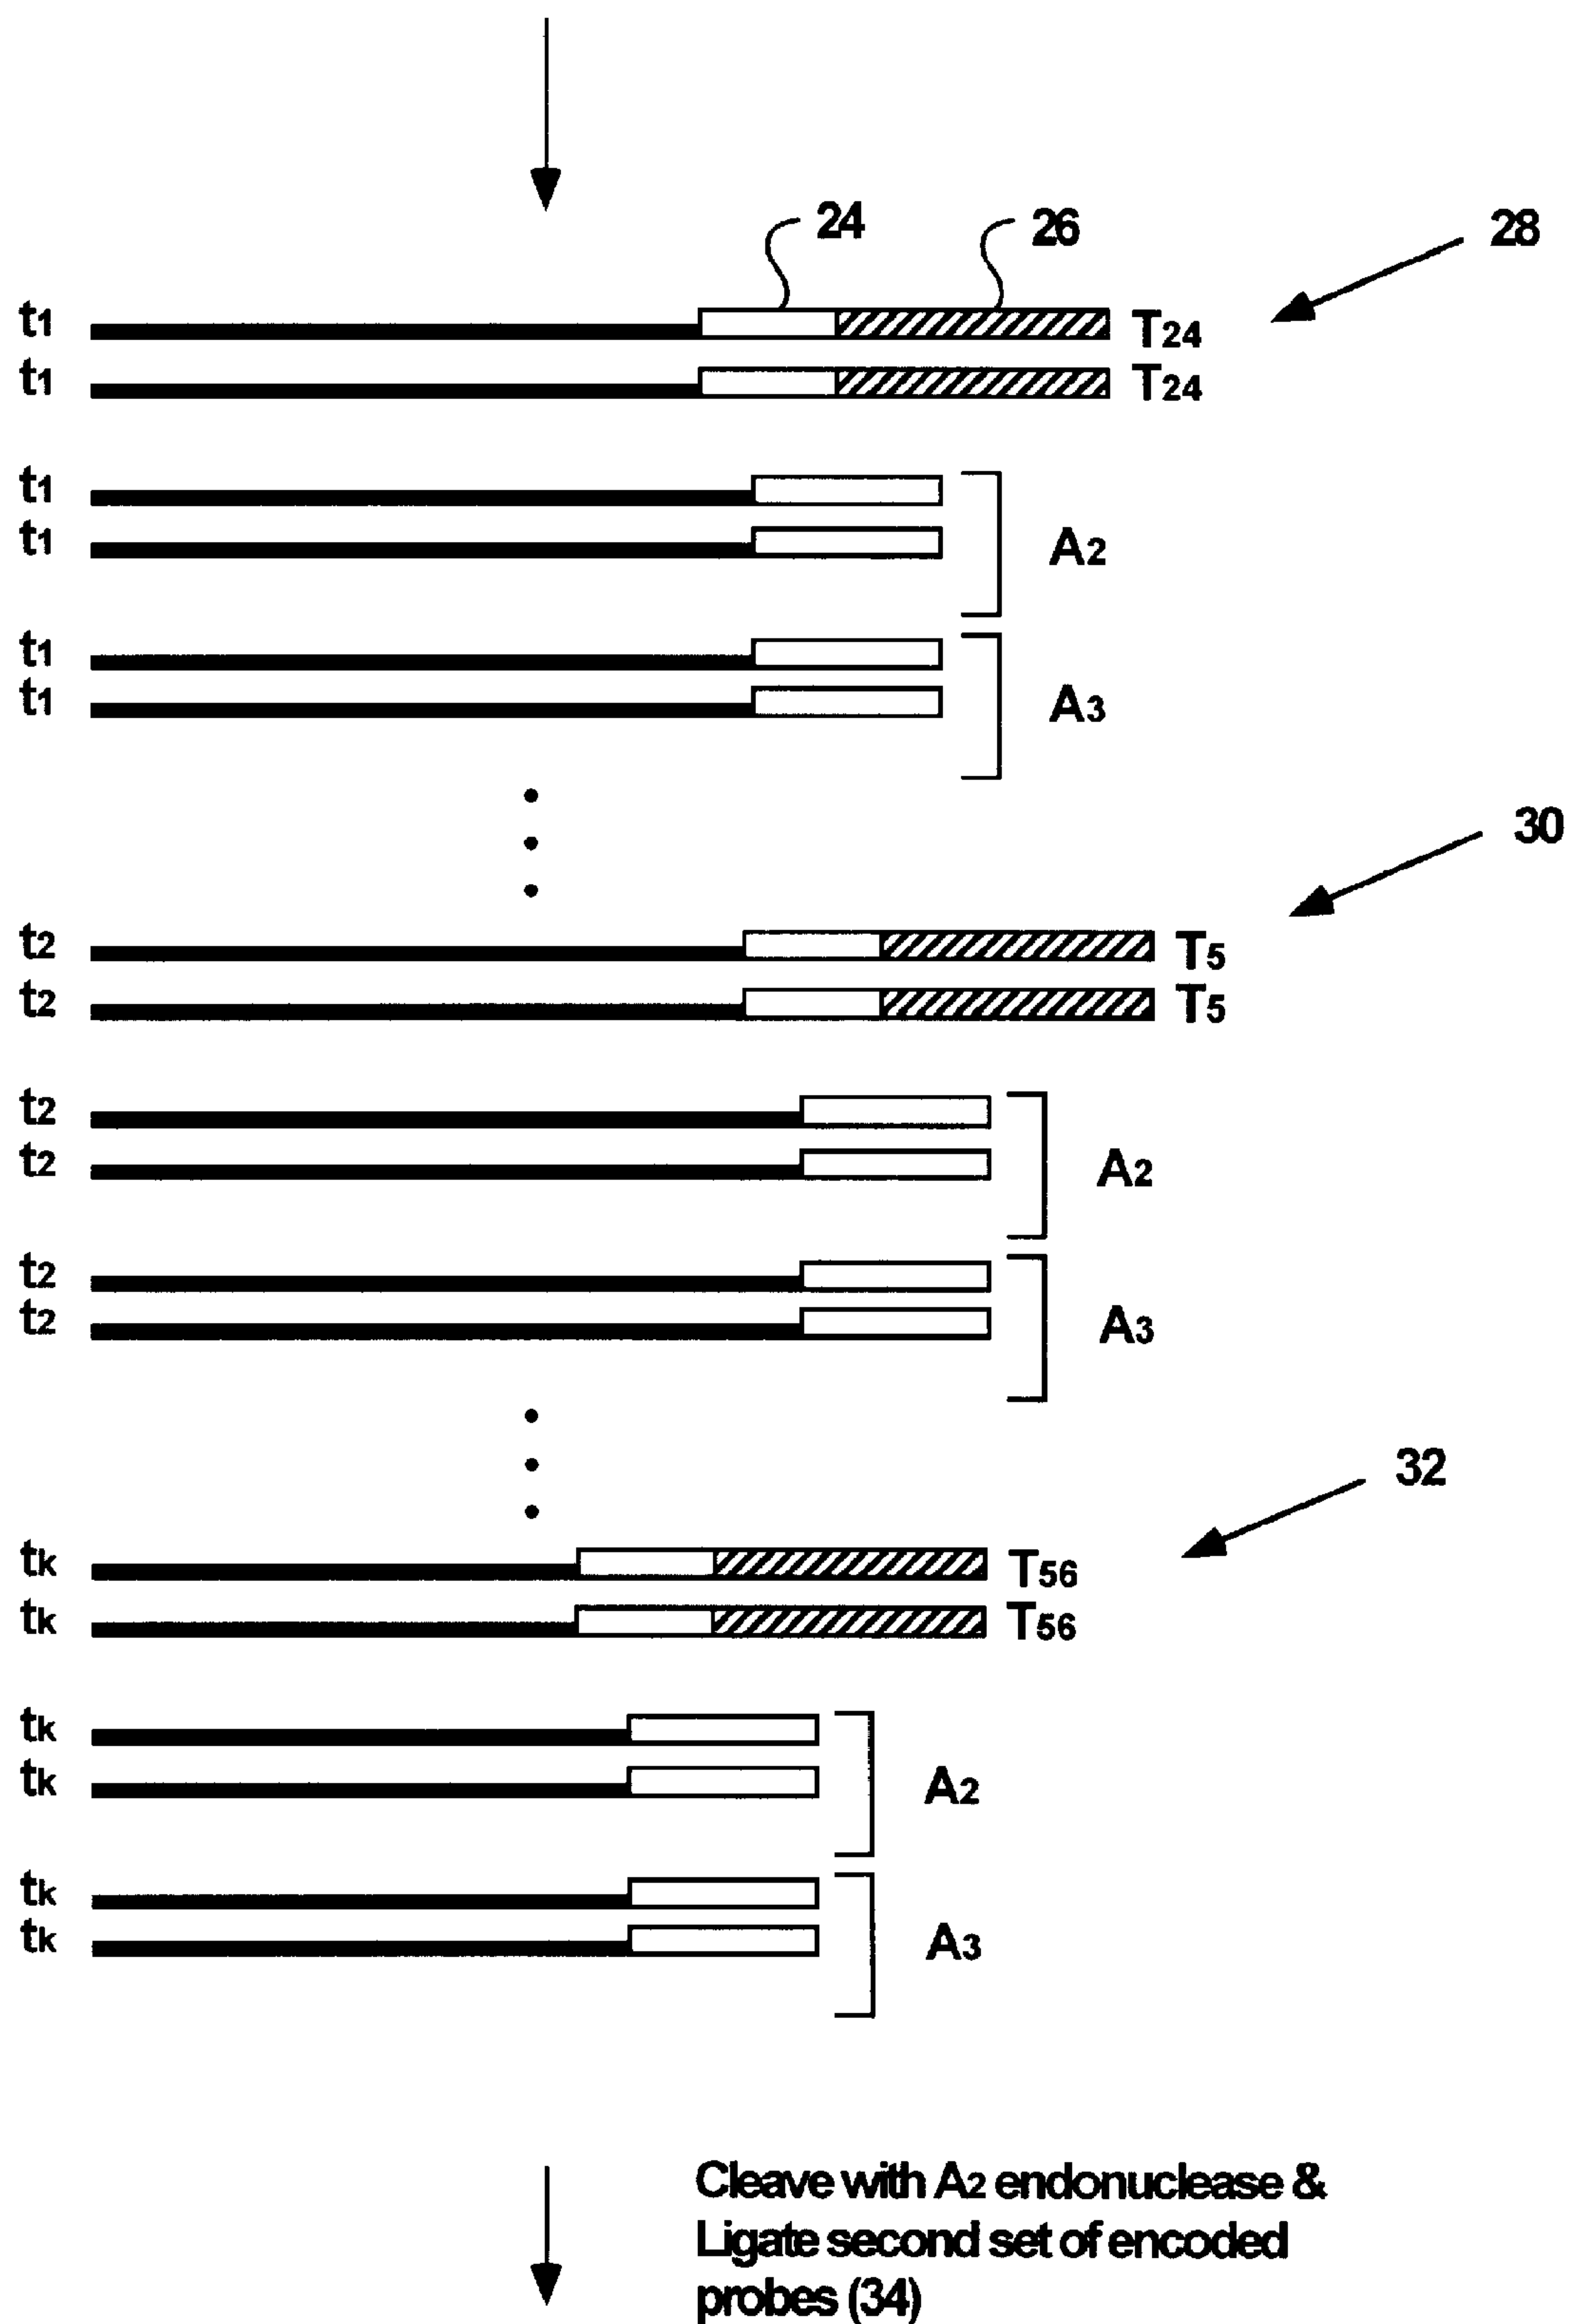 24 26 28
t1 T24
t1 T24
t1
t1 A2
t1
t1 A3
30
t2 T5
t2 T5
t2
t2 A2
t2
t2 A3
32
tk T56
tk T56
tk
tk A2
tk
tk A3
Cleave with A2 endonuclease &
Ligate second set of encoded
probes (34)